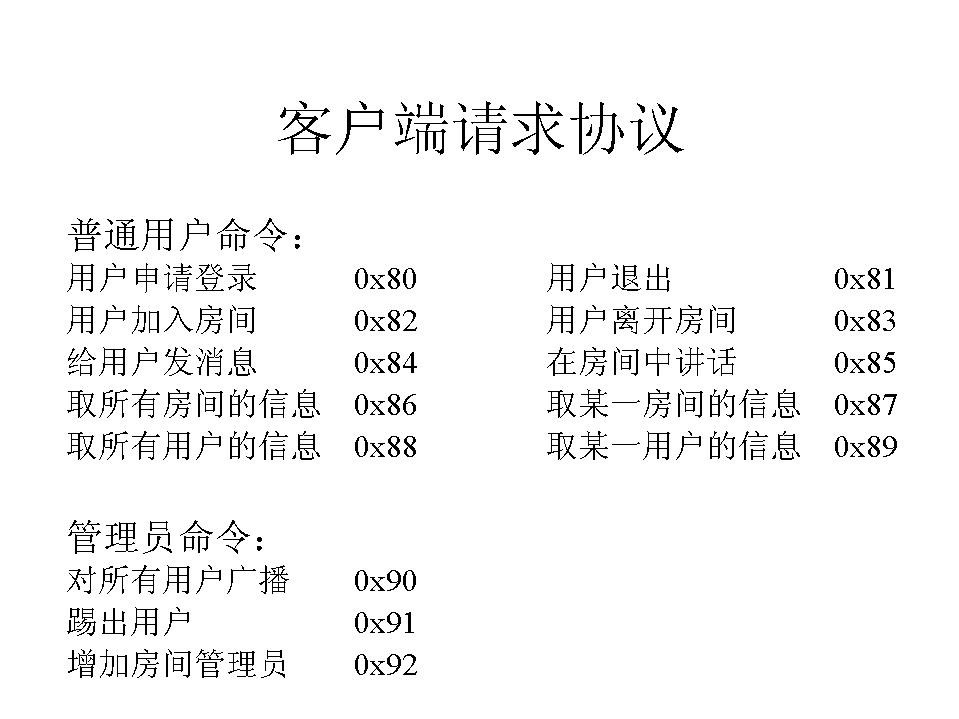 客户端请求协议
普通用户命令：
用户申请登录 0x80 用户退出 0x81
用户加入房间 0x82 用户离开房间 0x83
给用户发消息 0x84 在房间中讲话 0x85
取所有房间的信息 0x86 取某一房间的信息 0x87
取所有用户的信息 0x88 取某一用户的信息 0x89
管理员命令：
对所有用户广播 0x90
踢出用户 0x91
增加房间管理员 0x92